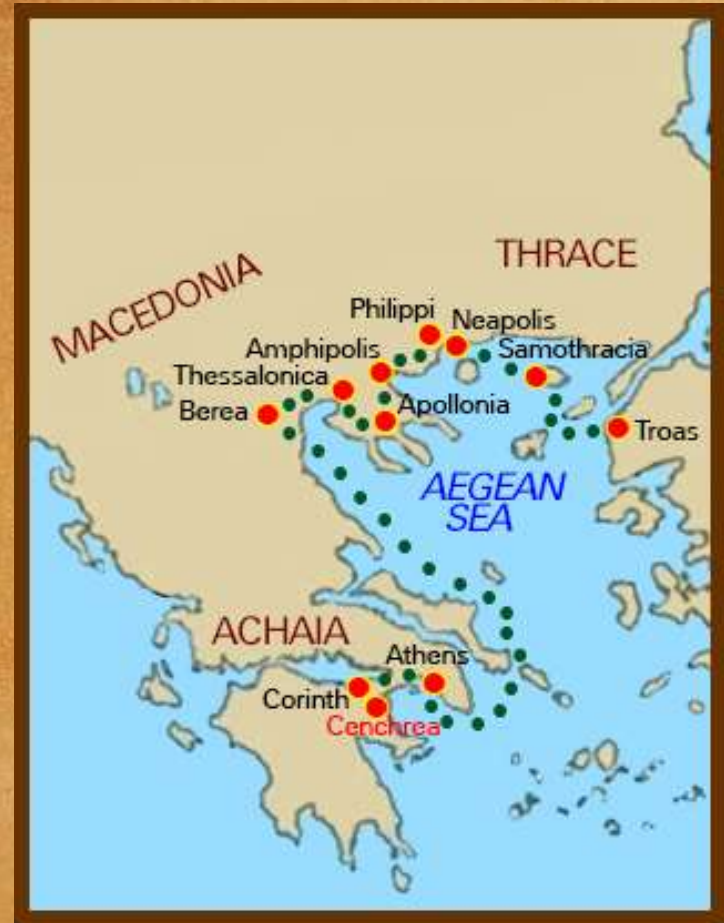 THRACE
MACEDONIA
Philippi
Neapolis
Amphipolis
Samothracia
Thessalonica
Berea
Apollonia
Troas
AEGEAN
SEA
ACHAIA
Athens
Corinth
Cenchrea